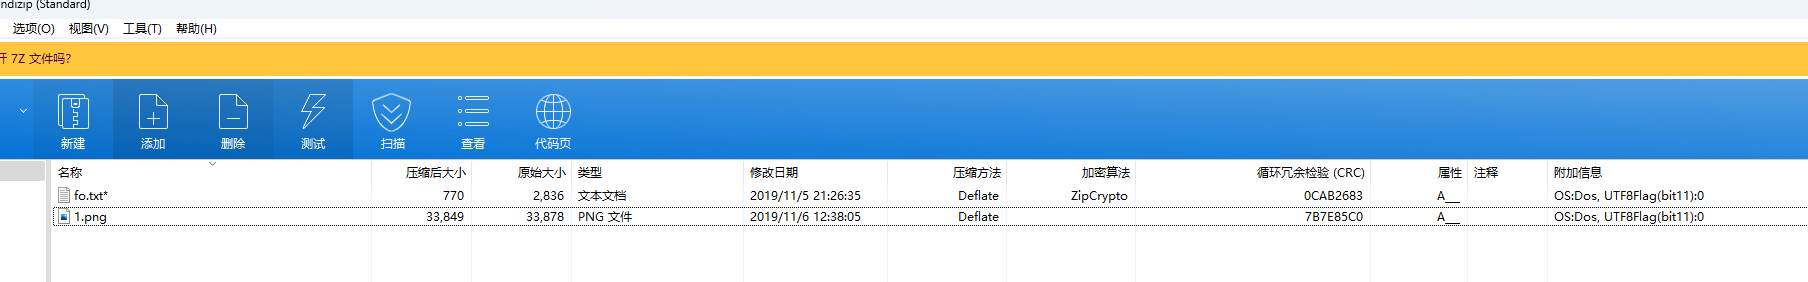 ndizip (Standard)
选项(O) 视图(V) 工具(T) 帮助(H)
开 7Z 文件吗?
新建 添加 删除 测试 扫描 查看 代码页
名称 压缩后大小 原始大小 类型 修改日期 压缩方法 加密算法 循环冗余检验 (CRC) 属性 注释 附加信息
fo.txt* 770 2,836 文本文档 2019/11/5 21:26:35 Deflate ZipCrypto 0CAB2683 A__ OS:Dos, UTF8Flag(bit11):0
1.png 33,849 33,878 PNG 文件 2019/11/6 12:38:05 Deflate 7B7E85C0 A__ OS:Dos, UTF8Flag(bit11):0